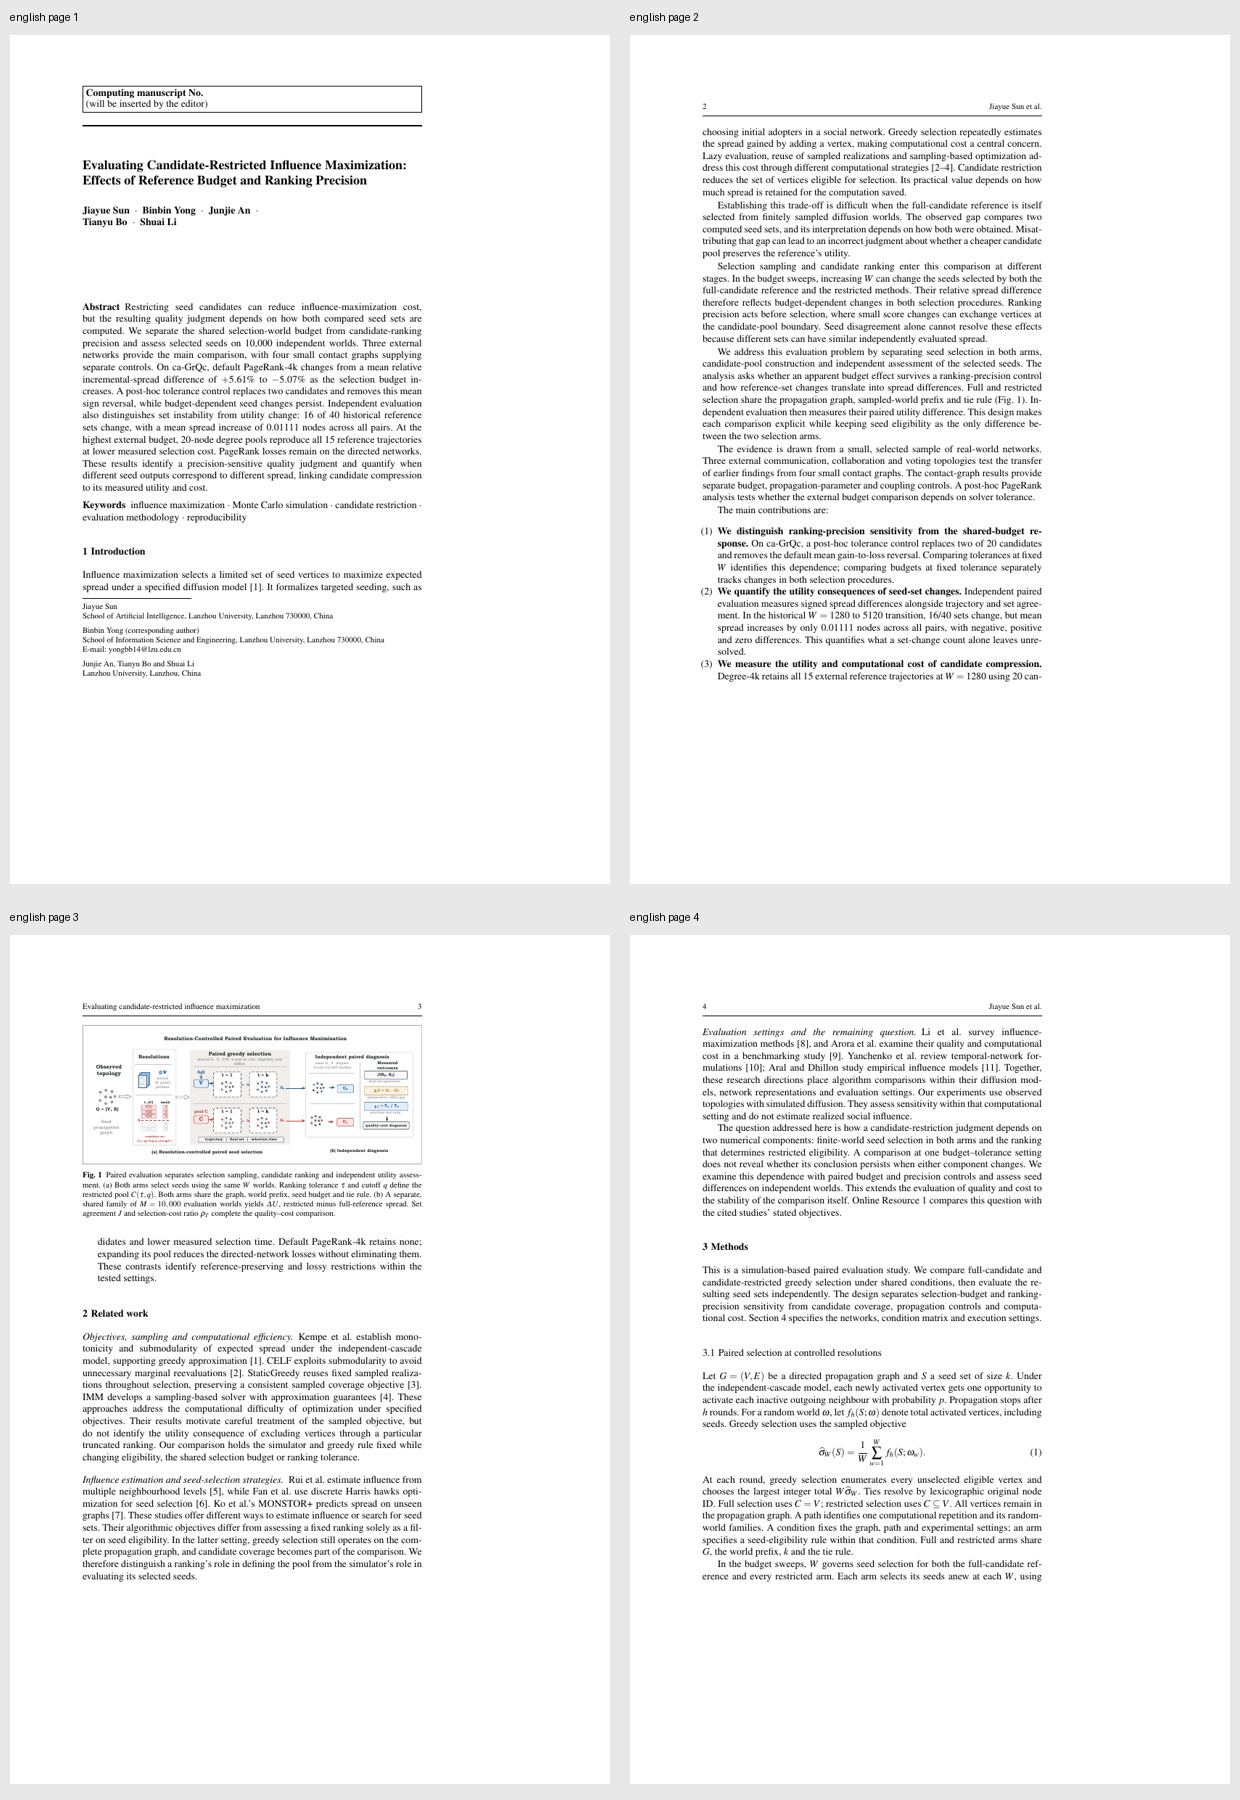 english page 1
Computing manuscript No.
(will be inserted by the editor)
Evaluating Candidate-Restricted Influence Maximization:
Effects of Reference Budget and Ranking Precision
Jiayue Sun · Binbin Yong · Junjie An ·
Tianyu Bo · Shuai Li
Abstract Restricting seed candidates can reduce influence-maximization cost,
but the resulting quality judgment depends on how both compared seed sets are
computed. We separate the shared selection-world budget from candidate-ranking
precision and assess selected seeds on 10,000 independent worlds. Three external
networks provide the main comparison, with four small contact graphs supplying
separate controls. On ca-GrQc, default PageRank-4k changes from a mean relative
incremental-spread difference of +5.61% to −5.07% as the selection budget in-
creases. A post-hoc tolerance control replaces two candidates and removes this mean
sign reversal, while budget-dependent seed changes persist. Independent evaluation
also distinguishes set instability from utility change: 16 of 40 historical reference
sets change, with a mean spread increase of 0.01111 nodes across all pairs. At the
highest external budget, 20-node degree pools reproduce all 15 reference trajectories
at lower measured selection cost. PageRank losses remain on the directed networks.
These results identify a precision-sensitive quality judgment and quantify when
different seed outputs correspond to different spread, linking candidate compression
to its measured utility and cost.
Keywords influence maximization · Monte Carlo simulation · candidate restriction ·
evaluation methodology · reproducibility
1 Introduction
Influence maximization selects a limited set of seed vertices to maximize expected
spread under a specified diffusion model [1]. It formalizes targeted seeding, such as
Jiayue Sun
School of Artificial Intelligence, Lanzhou University, Lanzhou 730000, China
Binbin Yong (corresponding author)
School of Information Science and Engineering, Lanzhou University, Lanzhou 730000, China
E-mail: yongbb14@lzu.edu.cn
Junjie An, Tianyu Bo and Shuai Li
Lanzhou University, Lanzhou, China
english page 2
2 Jiayue Sun et al.
choosing initial adopters in a social network. Greedy selection repeatedly estimates
the spread gained by adding a vertex, making computational cost a central concern.
Lazy evaluation, reuse of sampled realizations and sampling-based optimization ad-
dress this cost through different computational strategies [2–4]. Candidate restriction
reduces the set of vertices eligible for selection. Its practical value depends on how
much spread is retained for the computation saved.
Establishing this trade-off is difficult when the full-candidate reference is itself
selected from finitely sampled diffusion worlds. The observed gap compares two
computed seed sets, and its interpretation depends on how both were obtained. Misat-
tributing that gap can lead to an incorrect judgment about whether a cheaper candidate
pool preserves the reference's utility.
Selection sampling and candidate ranking enter this comparison at different
stages. In the budget sweeps, increasing W can change the seeds selected by both the
full-candidate reference and the restricted methods. Their relative spread difference
therefore reflects budget-dependent changes in both selection procedures. Ranking
precision acts before selection, where small score changes can exchange vertices at
the candidate-pool boundary. Seed disagreement alone cannot resolve these effects
because different sets can have similar independently evaluated spread.
We address this evaluation problem by separating seed selection in both arms,
candidate-pool construction and independent assessment of the selected seeds. The
analysis asks whether an apparent budget effect survives a ranking-precision control
and how reference-set changes translate into spread differences. Full and restricted
selection share the propagation graph, sampled-world prefix and tie rule (Fig. 1). In-
dependent evaluation then measures their paired utility difference. This design makes
each comparison explicit while keeping seed eligibility as the only difference be-
tween the two selection arms.
The evidence is drawn from a small, selected sample of real-world networks.
Three external communication, collaboration and voting topologies test the transfer
of earlier findings from four small contact graphs. The contact-graph results provide
separate budget, propagation-parameter and coupling controls. A post-hoc PageRank
analysis tests whether the external budget comparison depends on solver tolerance.
The main contributions are:
(1) We distinguish ranking-precision sensitivity from the shared-budget re-
sponse. On ca-GrQc, a post-hoc tolerance control replaces two of 20 candidates
and removes the default mean gain-to-loss reversal. Comparing tolerances at fixed
W identifies this dependence; comparing budgets at fixed tolerance separately
tracks changes in both selection procedures.
(2) We quantify the utility consequences of seed-set changes. Independent paired
evaluation measures signed spread differences alongside trajectory and set agree-
ment. In the historical W = 1280 to 5120 transition, 16/40 sets change, but mean
spread increases by only 0.01111 nodes across all pairs, with negative, positive
and zero differences. This quantifies what a set-change count alone leaves unre-
solved.
(3) We measure the utility and computational cost of candidate compression.
Degree-4k retains all 15 external reference trajectories at W = 1280 using 20 can-
english page 3
Evaluating candidate-restricted influence maximization 3
Resolution-Controlled Paired Evaluation for Influence Maximization
Observed
topology
G = (V, E)
fixed
propagation
graph
Resolutions
Paired greedy selection
full
V
t = 1
t = k
pool C
C
t = 1
t = k
trajectory | final set | selection time
(a) Resolution-controlled paired seed selection
Independent paired diagnosis
Measured
outcomes
quality-cost diagnosis
(b) Independent diagnosis
Fig. 1 Paired evaluation separates selection sampling, candidate ranking and independent utility assess-
ment. (a) Both arms select seeds using the same W worlds. Ranking tolerance τ and cutoff q define the
restricted pool C(τ,q). Both arms share the graph, world prefix, seed budget and tie rule. (b) A separate,
shared family of M = 10,000 evaluation worlds yields ΔU, restricted minus full-reference spread. Set
agreement J and selection-cost ratio ρT complete the quality–cost comparison.
didates and lower measured selection time. Default PageRank-4k retains none;
expanding its pool reduces the directed-network losses without eliminating them.
These contrasts identify reference-preserving and lossy restrictions within the
tested settings.
2 Related work
Objectives, sampling and computational efficiency. Kempe et al. establish mono-
tonicity and submodularity of expected spread under the independent-cascade
model, supporting greedy approximation [1]. CELF exploits submodularity to avoid
unnecessary marginal reevaluations [2]. StaticGreedy reuses fixed sampled realiza-
tions throughout selection, preserving a consistent sampled coverage objective [3].
IMM develops a sampling-based solver with approximation guarantees [4]. These
approaches address the computational difficulty of optimization under specified
objectives. Their results motivate careful treatment of the sampled objective, but
do not identify the utility consequence of excluding vertices through a particular
truncated ranking. Our comparison holds the simulator and greedy rule fixed while
changing eligibility, the shared selection budget or ranking tolerance.
Influence estimation and seed-selection strategies. Rui et al. estimate influence from
multiple neighbourhood levels [5], while Fan et al. use discrete Harris hawks opti-
mization for seed selection [6]. Ko et al.'s MONSTOR+ predicts spread on unseen
graphs [7]. These studies offer different ways to estimate influence or search for seed
sets. Their algorithmic objectives differ from assessing a fixed ranking solely as a fil-
ter on seed eligibility. In the latter setting, greedy selection still operates on the com-
plete propagation graph, and candidate coverage becomes part of the comparison. We
therefore distinguish a ranking's role in defining the pool from the simulator's role in
evaluating its selected seeds.
english page 4
4 Jiayue Sun et al.
Evaluation settings and the remaining question. Li et al. survey influence-
maximization methods [8], and Arora et al. examine their quality and computational
cost in a benchmarking study [9]. Yanchenko et al. review temporal-network for-
mulations [10]; Aral and Dhillon study empirical influence models [11]. Together,
these research directions place algorithm comparisons within their diffusion mod-
els, network representations and evaluation settings. Our experiments use observed
topologies with simulated diffusion. They assess sensitivity within that computational
setting and do not estimate realized social influence.
The question addressed here is how a candidate-restriction judgment depends on
two numerical components: finite-world seed selection in both arms and the ranking
that determines restricted eligibility. A comparison at one budget–tolerance setting
does not reveal whether its conclusion persists when either component changes. We
examine this dependence with paired budget and precision controls and assess seed
differences on independent worlds. This extends the evaluation of quality and cost to
the stability of the comparison itself. Online Resource 1 compares this question with
the cited studies' stated objectives.
3 Methods
This is a simulation-based paired evaluation study. We compare full-candidate and
candidate-restricted greedy selection under shared conditions, then evaluate the re-
sulting seed sets independently. The design separates selection-budget and ranking-
precision sensitivity from candidate coverage, propagation controls and computa-
tional cost. Section 4 specifies the networks, condition matrix and execution settings.
3.1 Paired selection at controlled resolutions
Let G = (V,E) be a directed propagation graph and S a seed set of size k. Under
the independent-cascade model, each newly activated vertex gets one opportunity to
activate each inactive outgoing neighbour with probability p. Propagation stops after
h rounds. For a random world ω, let fh(S;ω) denote total activated vertices, including
seeds. Greedy selection uses the sampled objective
σ̂W(S) = 1/W ∑ w=1 W fh(S;ωw). (1)
At each round, greedy selection enumerates every unselected eligible vertex and
chooses the largest integer total Wσ̂W. Ties resolve by lexicographic original node
ID. Full selection uses C = V; restricted selection uses C ⊆ V. All vertices remain in
the propagation graph. A path identifies one computational repetition and its random-
world families. A condition fixes the graph, path and experimental settings; an arm
specifies a seed-eligibility rule within that condition. Full and restricted arms share
G, the world prefix, k and the tie rule.
In the budget sweeps, W governs seed selection for both the full-candidate ref-
erence and every restricted arm. Each arm selects its seeds anew at each W, using